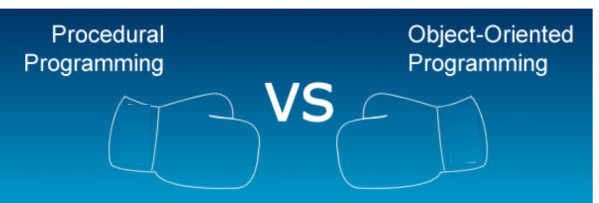 Procedural
Programming
VS
Object-Oriented
Programming